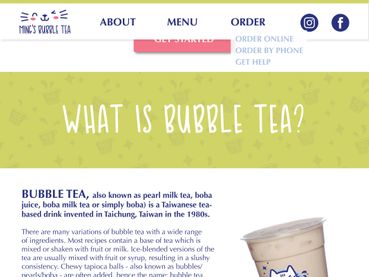 MING'S BUBBLE TEA
ABOUT MENU ORDER
GET STARTED
ORDER ONLINE
ORDER BY PHONE
GET HELP
WHAT IS BUBBLE TEA?
BUBBLE TEA, also known as pearl milk tea, boba
juice, boba milk tea or simply boba) is a Taiwanese tea-
based drink invented in Taichung, Taiwan in the 1980s.
There are many variations of bubble tea with a wide range
of ingredients. Most recipes contain a base of tea which is
mixed or shaken with fruit or milk. Ice-blended versions of the
tea are usually mixed with fruit or syrup, resulting in a slushy
consistency. Chewy tapioca balls - also known as bubbles/
pearls/boba - are often added, hence the name: bubble tea